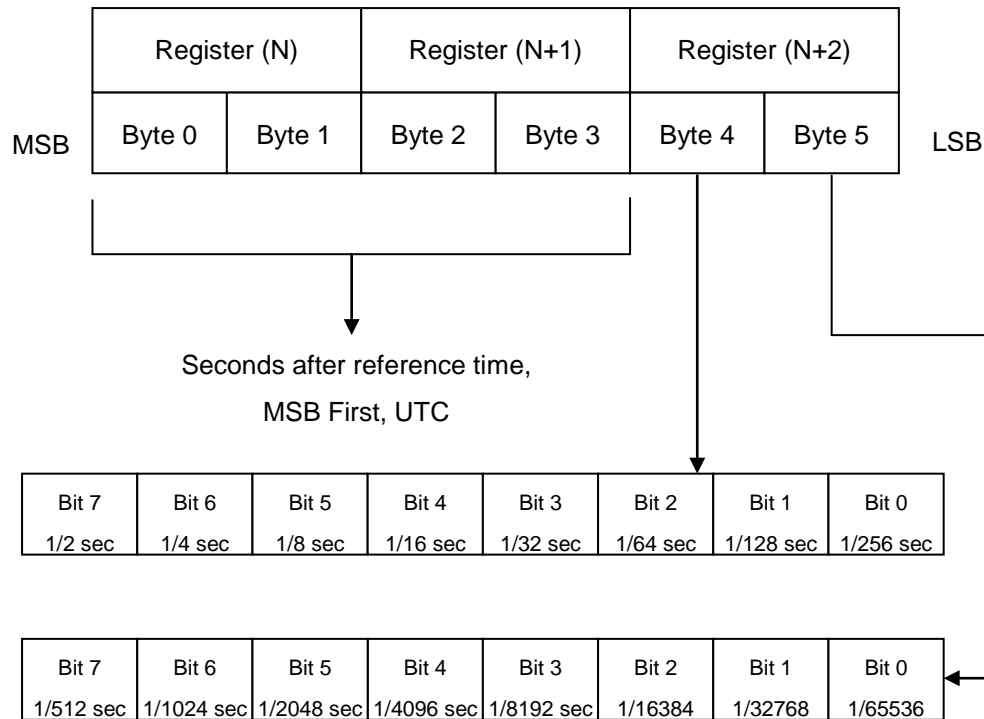 Register (N) Register (N+1) Register (N+2)
MSB Byte 0 Byte 1 Byte 2 Byte 3 Byte 4 Byte 5 LSB
Seconds after reference time,
MSB First, UTC
Bit 7 Bit 6 Bit 5 Bit 4 Bit 3 Bit 2 Bit 1 Bit 0
1/2 sec 1/4 sec 1/8 sec 1/16 sec 1/32 sec 1/64 sec 1/128 sec 1/256 sec
Bit 7 Bit 6 Bit 5 Bit 4 Bit 3 Bit 2 Bit 1 Bit 0
1/512 sec 1/1024 sec 1/2048 sec 1/4096 sec 1/8192 sec 1/16384 1/32768 1/65536